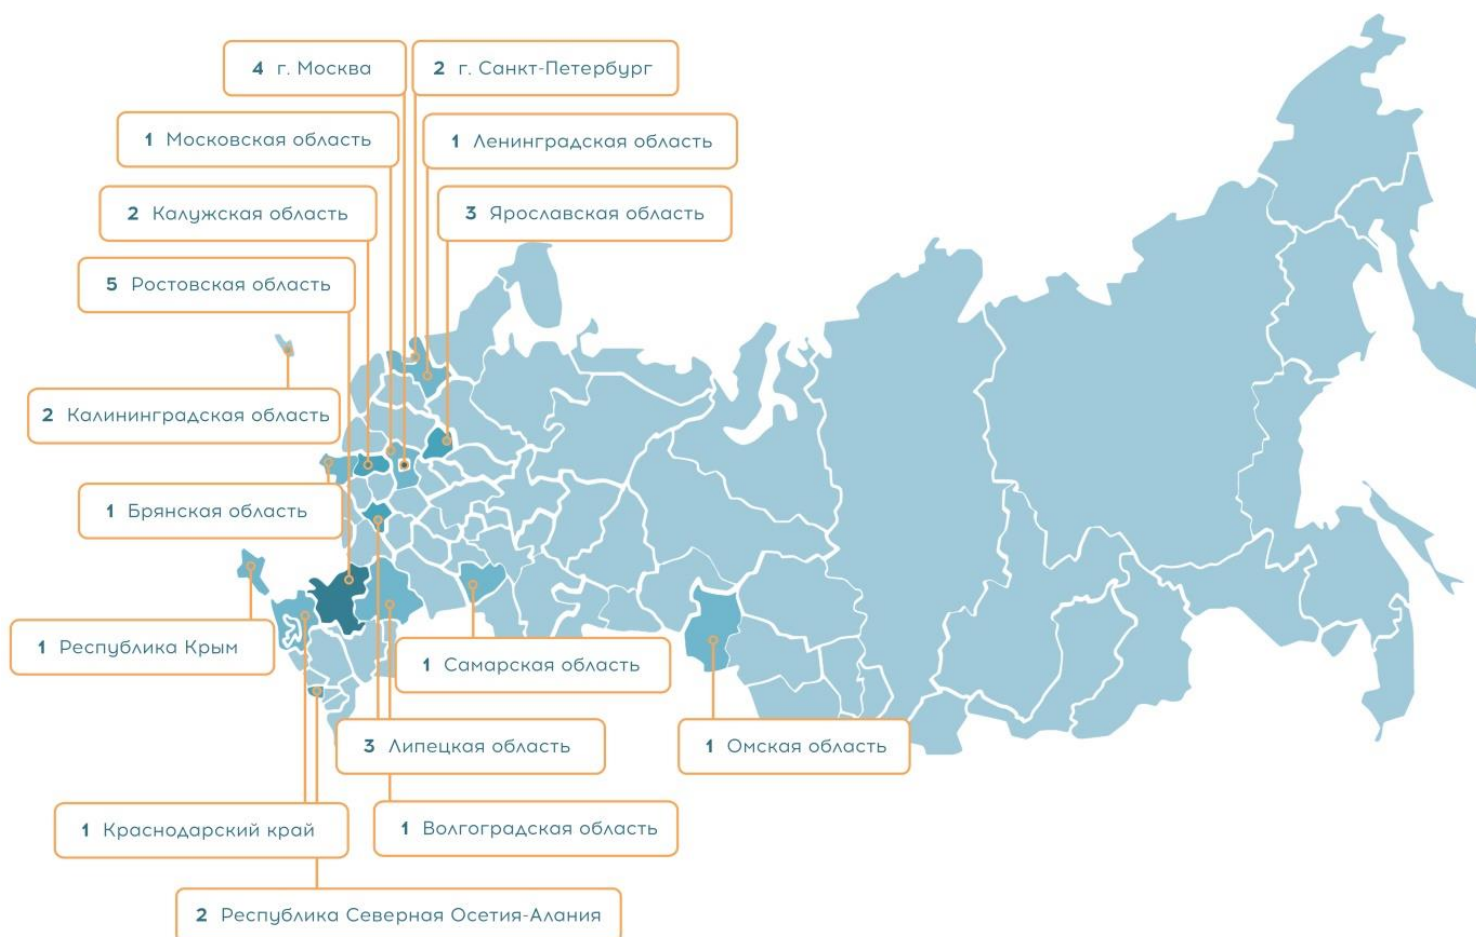 4 г. Москва
2 г. Санкт-Петербург
1 Московская область
1 Ленинградская область
2 Калужская область
3 Ярославская область
5 Ростовская область
2 Калининградская область
1 Брянская область
1 Республика Крым
1 Самарская область
3 Липецкая область
1 Омская область
1 Краснодарский край
1 Волгоградская область
2 Республика Северная Осетия-Алания